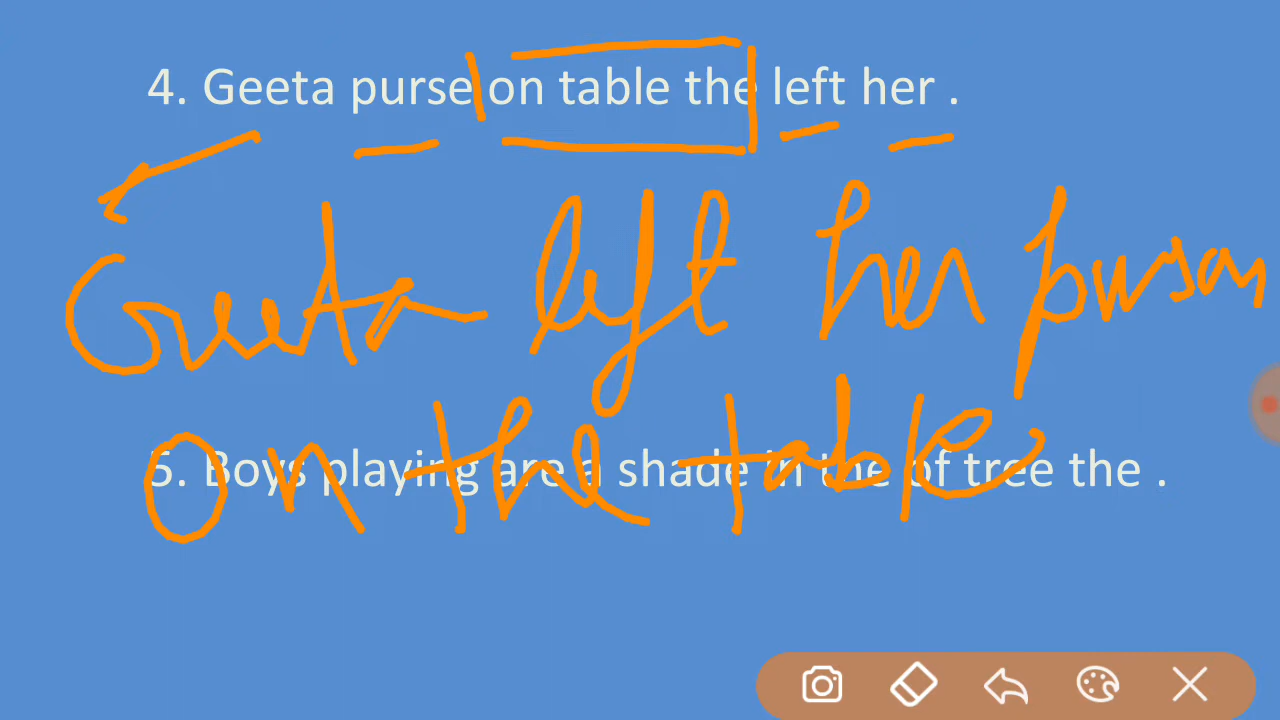 4. Geeta purse on table the left her .
Geeta left her purson
on the table
5. Boys playing are a shade in the of tree the .